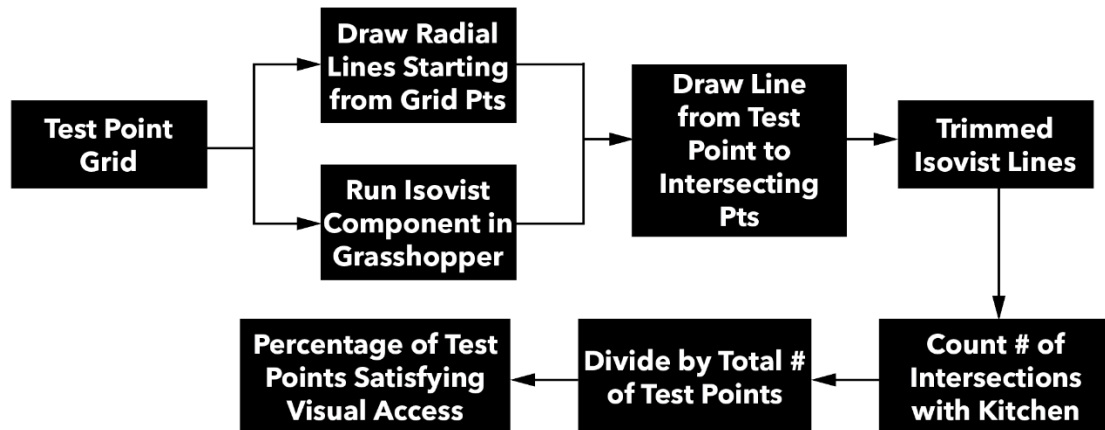 Test Point
Grid
Draw Radial
Lines Starting
from Grid Pts
Run Isovist
Component in
Grasshopper
Draw Line
from Test
Point to
Intersecting
Pts
Trimmed
Isovist Lines
Count # of
Intersections
with Kitchen
Divide by Total #
of Test Points
Percentage of Test
Points Satisfying
Visual Access